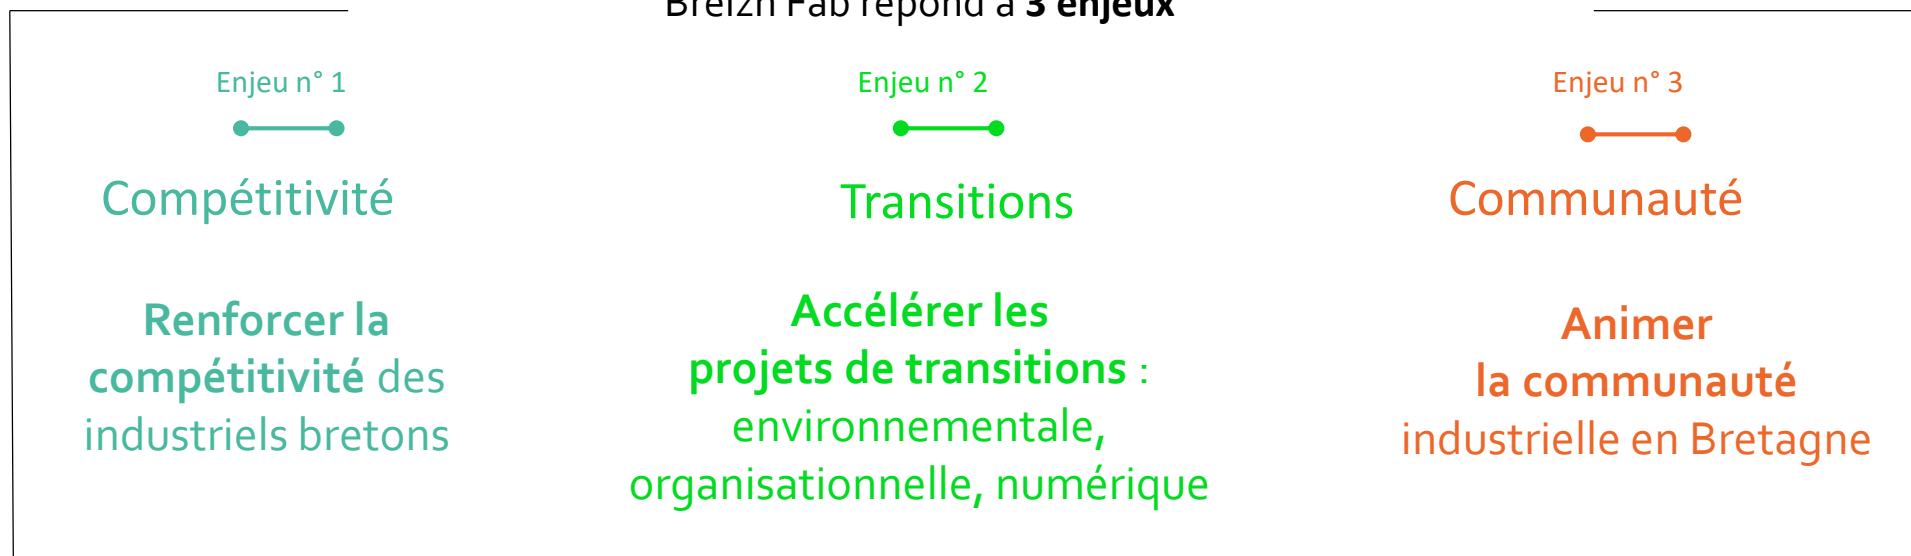 Breizh Fab répond à 3 enjeux
Enjeu n° 1
Compétitivité
Renforcer la
compétitivité des
industriels bretons
Enjeu n° 2
Transitions
Accélérer les
projets de transitions :
environnementale,
organisationnelle, numérique
Enjeu n° 3
Communauté
Animer
la communauté
industrielle en Bretagne